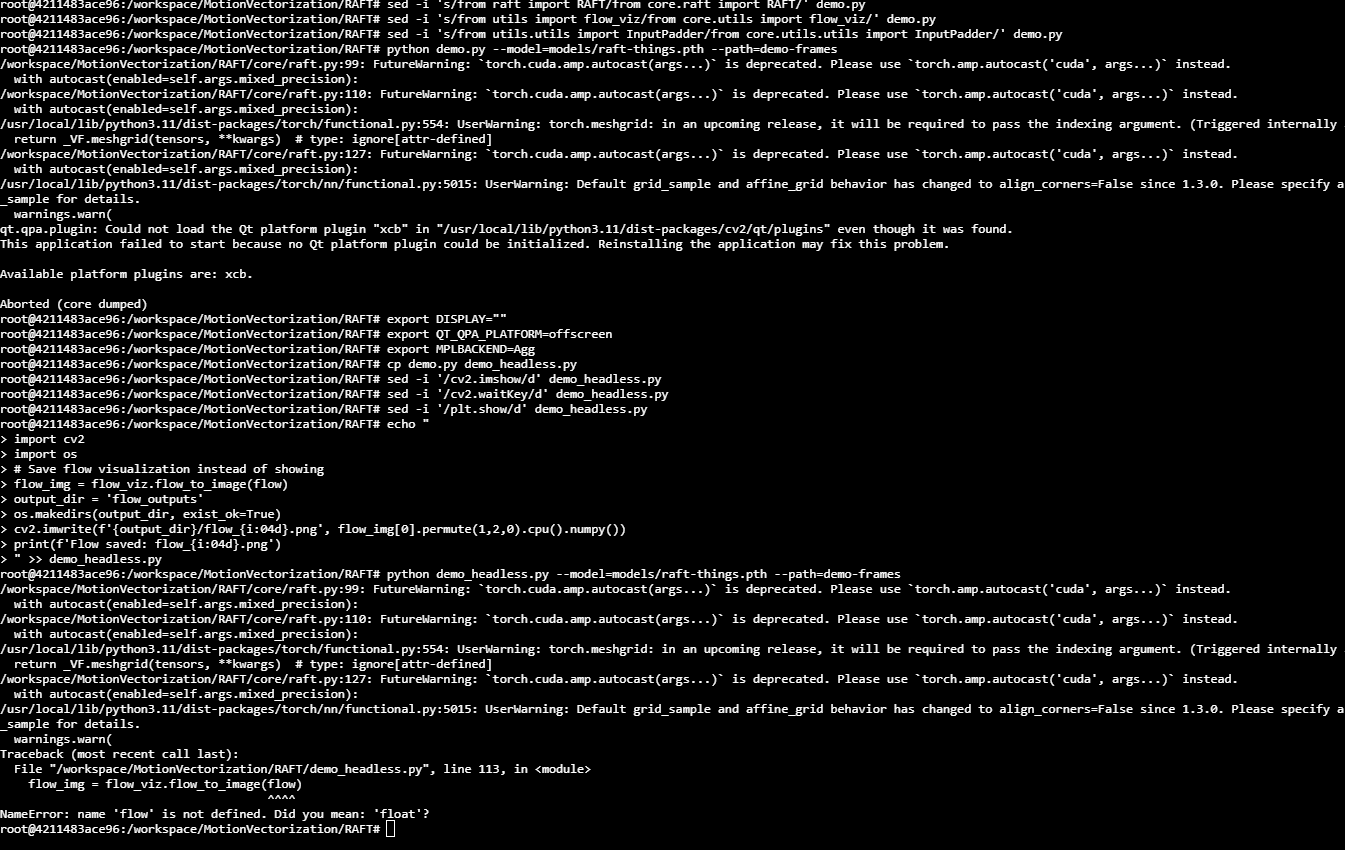 root@4211483ace96:/workspace/MotionVectorization/RAFT# sed -i 's/from raft import RAFT/from core.raft import RAFT/' demo.py
root@4211483ace96:/workspace/MotionVectorization/RAFT# sed -i 's/from utils import flow_viz/from core.utils import flow_viz/' demo.py
root@4211483ace96:/workspace/MotionVectorization/RAFT# sed -i 's/from utils.utils import InputPadder/from core.utils.utils import InputPadder/' demo.py
root@4211483ace96:/workspace/MotionVectorization/RAFT# python demo.py --model=models/raft-things.pth --path=demo-frames
/workspace/MotionVectorization/RAFT/core/raft.py:99: FutureWarning: `torch.cuda.amp.autocast(args...)` is deprecated. Please use `torch.amp.autocast('cuda', args...)` instead.
  with autocast(enabled=self.args.mixed_precision):
/workspace/MotionVectorization/RAFT/core/raft.py:110: FutureWarning: `torch.cuda.amp.autocast(args...)` is deprecated. Please use `torch.amp.autocast('cuda', args...)` instead.
  with autocast(enabled=self.args.mixed_precision):
/usr/local/lib/python3.11/dist-packages/torch/functional.py:554: UserWarning: torch.meshgrid: in an upcoming release, it will be required to pass the indexing argument. (Triggered internally
  return _VF.meshgrid(tensors, **kwargs)  # type: ignore[attr-defined]
/workspace/MotionVectorization/RAFT/core/raft.py:127: FutureWarning: `torch.cuda.amp.autocast(args...)` is deprecated. Please use `torch.amp.autocast('cuda', args...)` instead.
  with autocast(enabled=self.args.mixed_precision):
/usr/local/lib/python3.11/dist-packages/torch/nn/functional.py:5015: UserWarning: Default grid_sample and affine_grid behavior has changed to align_corners=False since 1.3.0. Please specify a
_sample for details.
  warnings.warn(
qt.qpa.plugin: Could not load the Qt platform plugin "xcb" in "/usr/local/lib/python3.11/dist-packages/cv2/qt/plugins" even though it was found.
This application failed to start because no Qt platform plugin could be initialized. Reinstalling the application may fix this problem.

Available platform plugins are: xcb.

Aborted (core dumped)
root@4211483ace96:/workspace/MotionVectorization/RAFT# export DISPLAY=""
root@4211483ace96:/workspace/MotionVectorization/RAFT# export QT_QPA_PLATFORM=offscreen
root@4211483ace96:/workspace/MotionVectorization/RAFT# export MPLBACKEND=Agg
root@4211483ace96:/workspace/MotionVectorization/RAFT# cp demo.py demo_headless.py
root@4211483ace96:/workspace/MotionVectorization/RAFT# sed -i '/cv2.imshow/d' demo_headless.py
root@4211483ace96:/workspace/MotionVectorization/RAFT# sed -i '/cv2.waitKey/d' demo_headless.py
root@4211483ace96:/workspace/MotionVectorization/RAFT# sed -i '/plt.show/d' demo_headless.py
root@4211483ace96:/workspace/MotionVectorization/RAFT# echo "
> import cv2
> import os
> # Save flow visualization instead of showing
> flow_img = flow_viz.flow_to_image(flow)
> output_dir = 'flow_outputs'
> os.makedirs(output_dir, exist_ok=True)
> cv2.imwrite(f'{output_dir}/flow_{i:04d}.png', flow_img[0].permute(1,2,0).cpu().numpy())
> print(f'Flow saved: flow_{i:04d}.png')
> " >> demo_headless.py
root@4211483ace96:/workspace/MotionVectorization/RAFT# python demo_headless.py --model=models/raft-things.pth --path=demo-frames
/workspace/MotionVectorization/RAFT/core/raft.py:99: FutureWarning: `torch.cuda.amp.autocast(args...)` is deprecated. Please use `torch.amp.autocast('cuda', args...)` instead.
  with autocast(enabled=self.args.mixed_precision):
/workspace/MotionVectorization/RAFT/core/raft.py:110: FutureWarning: `torch.cuda.amp.autocast(args...)` is deprecated. Please use `torch.amp.autocast('cuda', args...)` instead.
  with autocast(enabled=self.args.mixed_precision):
/usr/local/lib/python3.11/dist-packages/torch/functional.py:554: UserWarning: torch.meshgrid: in an upcoming release, it will be required to pass the indexing argument. (Triggered internally
  return _VF.meshgrid(tensors, **kwargs)  # type: ignore[attr-defined]
/workspace/MotionVectorization/RAFT/core/raft.py:127: FutureWarning: `torch.cuda.amp.autocast(args...)` is deprecated. Please use `torch.amp.autocast('cuda', args...)` instead.
  with autocast(enabled=self.args.mixed_precision):
/usr/local/lib/python3.11/dist-packages/torch/nn/functional.py:5015: UserWarning: Default grid_sample and affine_grid behavior has changed to align_corners=False since 1.3.0. Please specify a
_sample for details.
  warnings.warn(
Traceback (most recent call last):
  File "/workspace/MotionVectorization/RAFT/demo_headless.py", line 113, in <module>
    flow_img = flow_viz.flow_to_image(flow)
                                      ^^^^
NameError: name 'flow' is not defined. Did you mean: 'float'?
root@4211483ace96:/workspace/MotionVectorization/RAFT#